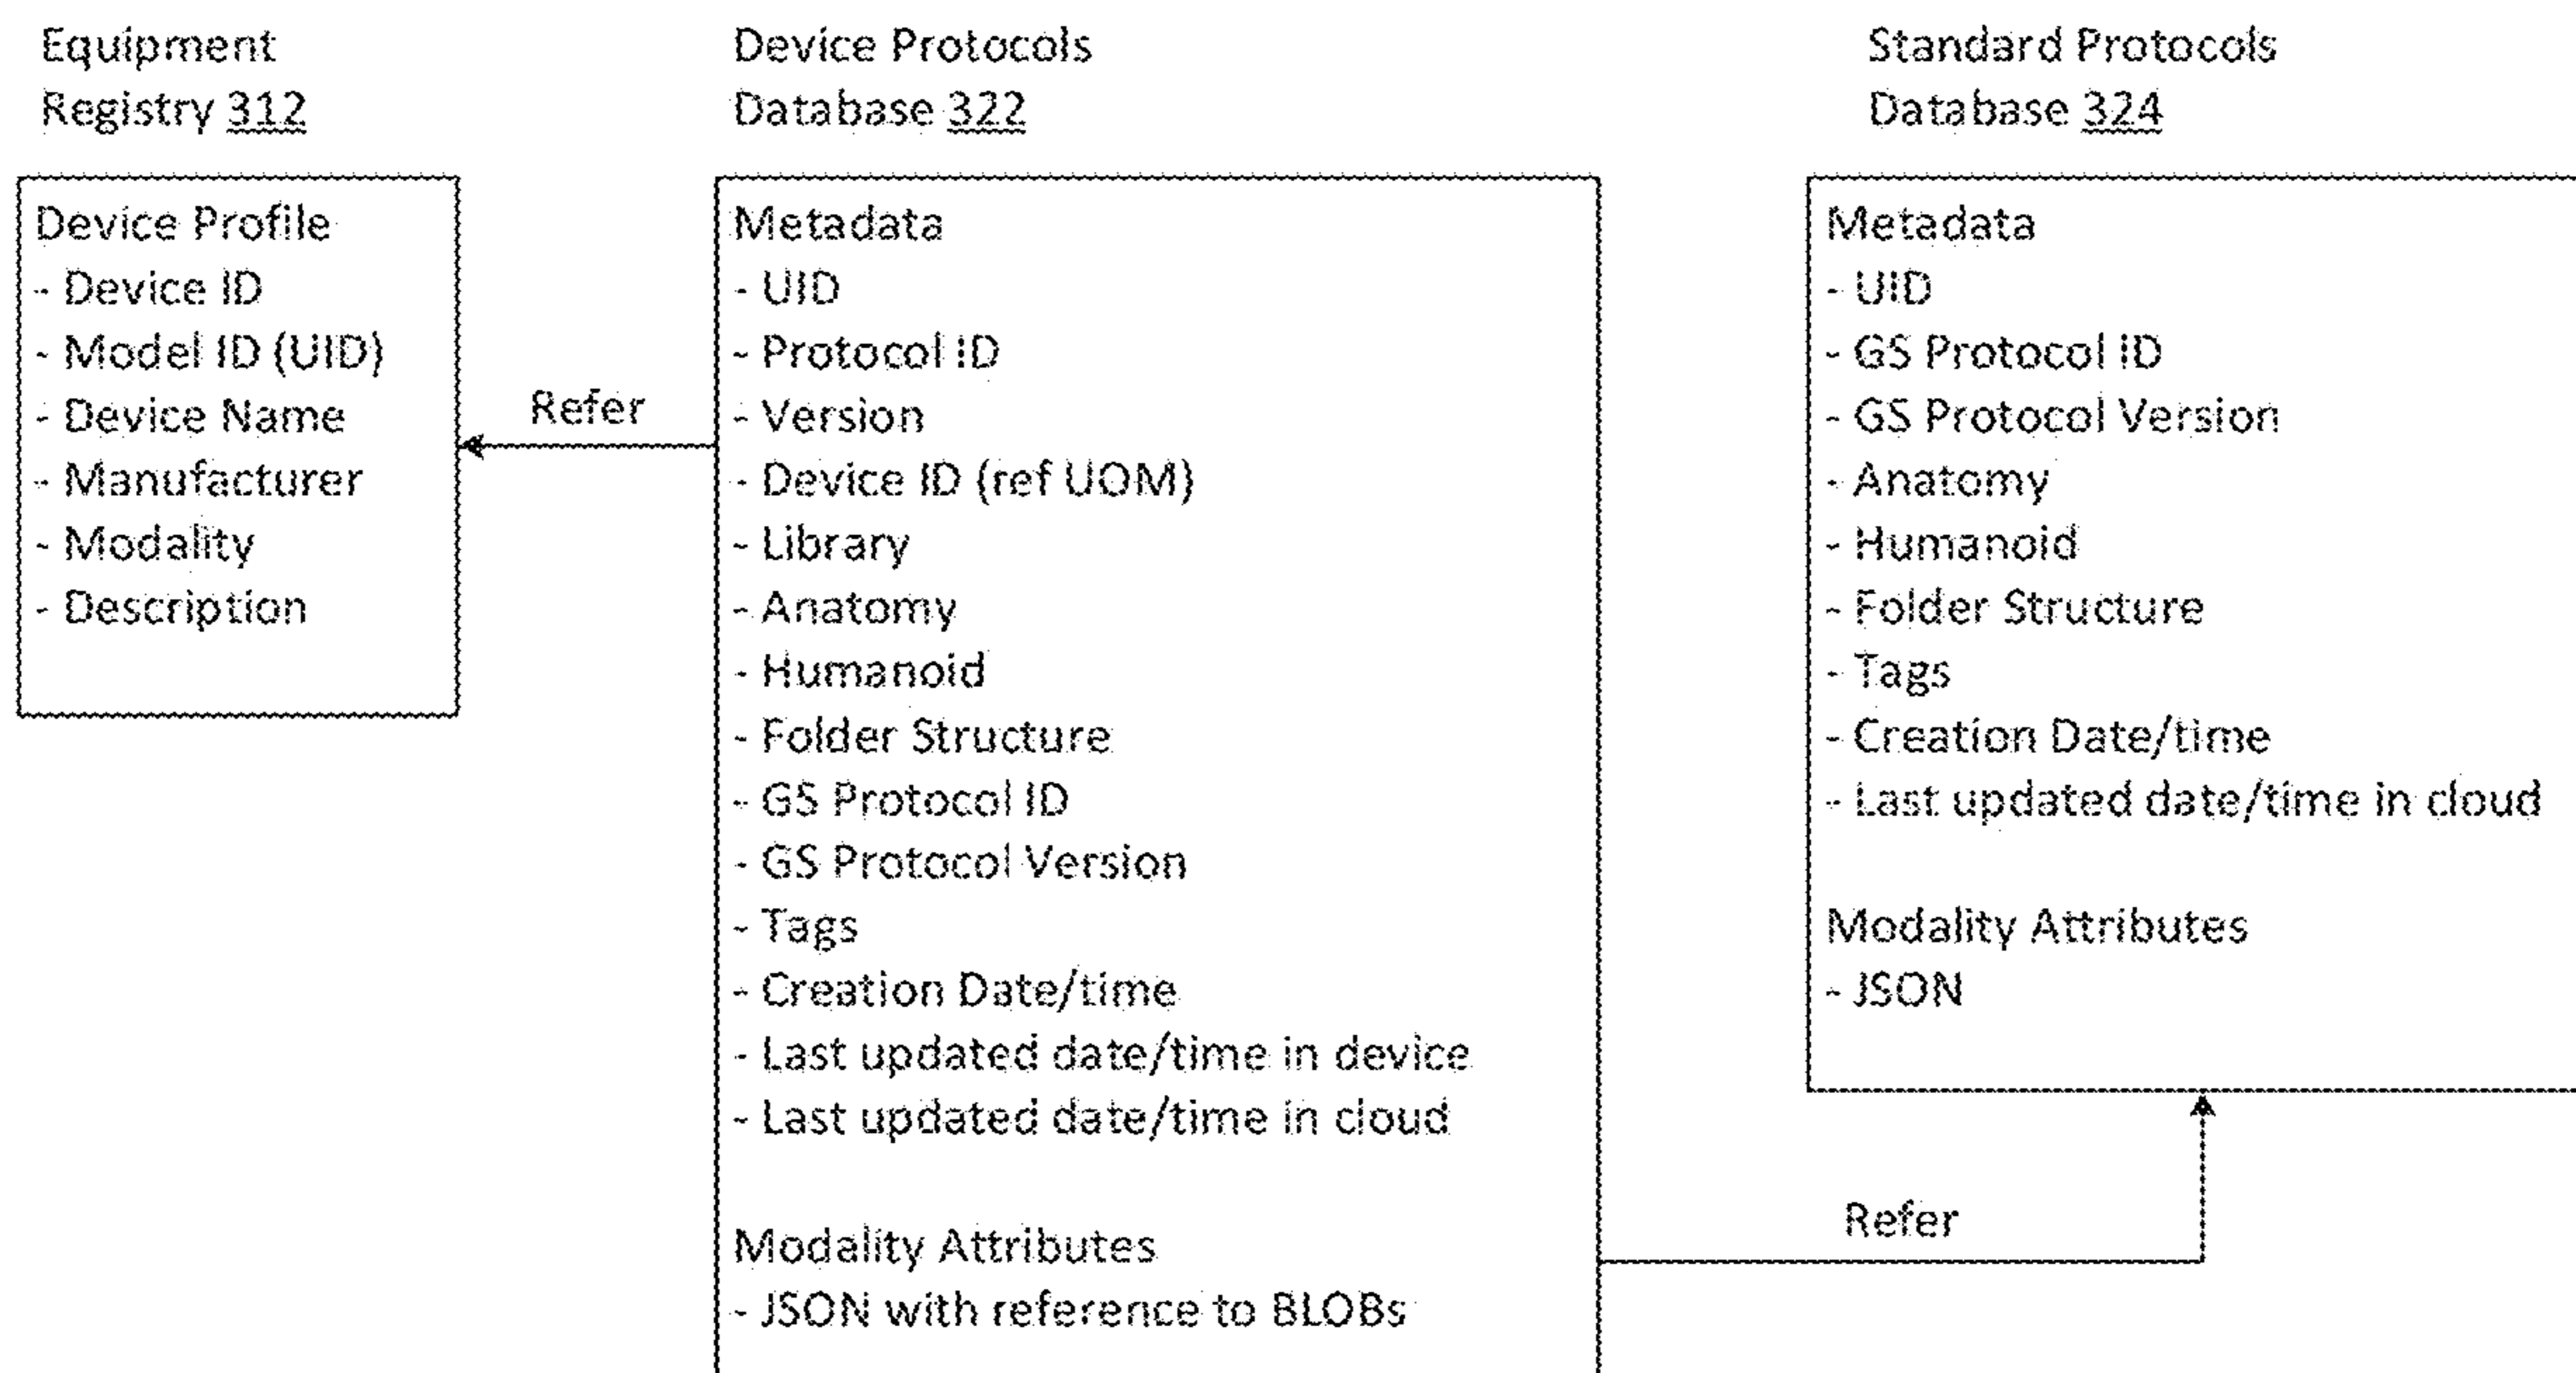 Equipment
Registry 312
Device Profile
- Device ID
- Model ID (UID)
- Device Name
- Manufacturer
- Modality
- Description
Refer
Device Protocols
Database 322
Metadata
- UID
- Protocol ID
- Version
- Device ID (ref UOM)
- Library
- Anatomy
- Humanoid
- Folder Structure
- GS Protocol ID
- GS Protocol Version
- Tags
- Creation Date/time
- Last updated date/time in device
- Last updated date/time in cloud
Modality Attributes
- JSON with reference to BLOBs
Refer
Standard Protocols
Database 324
Metadata
- UID
- GS Protocol ID
- GS Protocol Version
- Anatomy
- Humanoid
- Folder Structure
- Tags
- Creation Date/time
- Last updated date/time in cloud
Modality Attributes
- JSON